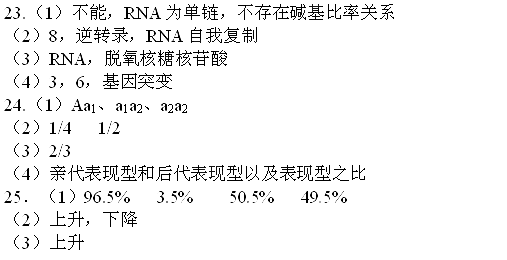 23.（1）不能，RNA 为单链，不存在碱基比率关系
（2）8，逆转录，RNA 自我复制
（3）RNA，脱氧核糖核苷酸
（4）3，6，基因突变
24.（1）Aa₁、a₁a₂、a₂a₂
（2）1/4 1/2
（3）2/3
（4）亲代表现型和后代表现型以及表现型之比
25．（1）96.5% 3.5% 50.5% 49.5%
（2）上升，下降
（3）上升